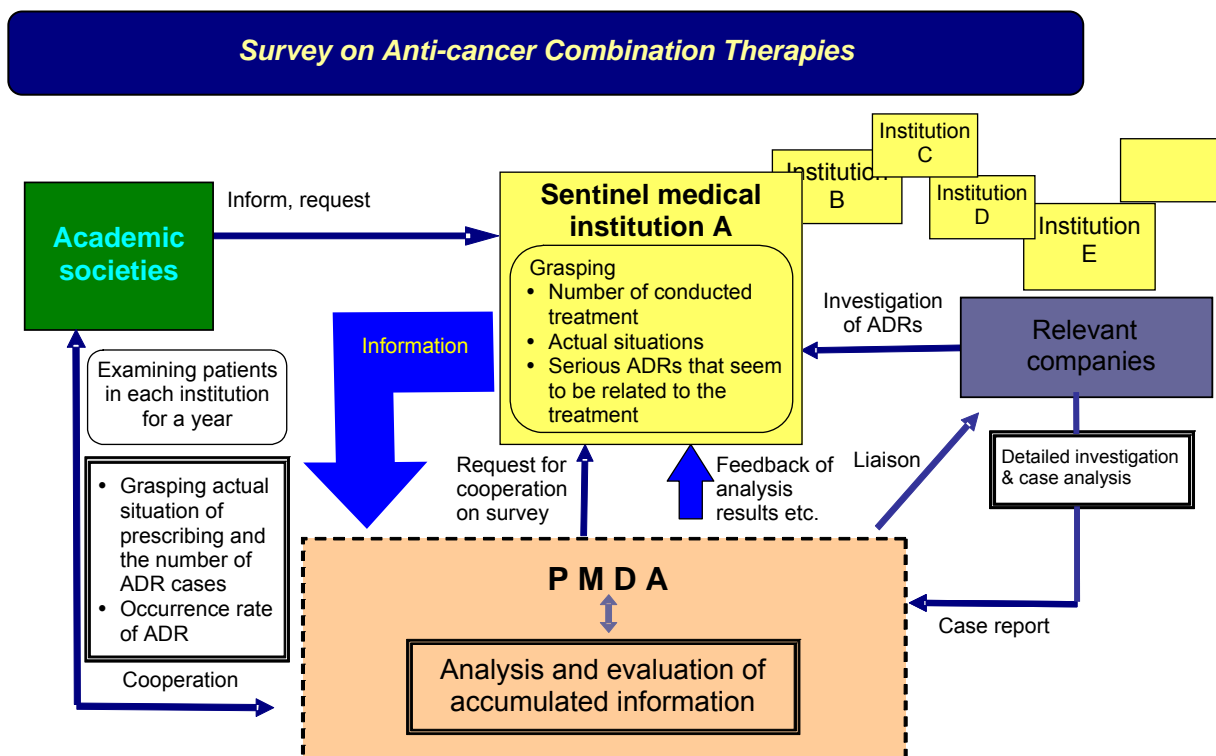 Survey on Anti-cancer Combination Therapies
Institution
C
Institution
B
Institution
D
Institution
E
Academic
societies
Inform, request
Sentinel medical
institution A
Grasping
• Number of conducted
treatment
• Actual situations
• Serious ADRs that seem
to be related to the
treatment
Investigation
of ADRs
Relevant
companies
Information
Examining patients
in each institution
for a year
• Grasping actual
situation of
prescribing and
the number of
ADR cases
• Occurrence rate
of ADR
Cooperation
Request for
cooperation
on survey
Feedback of
analysis
results etc.
Liaison
Detailed investigation
& case analysis
Case report
P M D A
Analysis and evaluation of
accumulated information